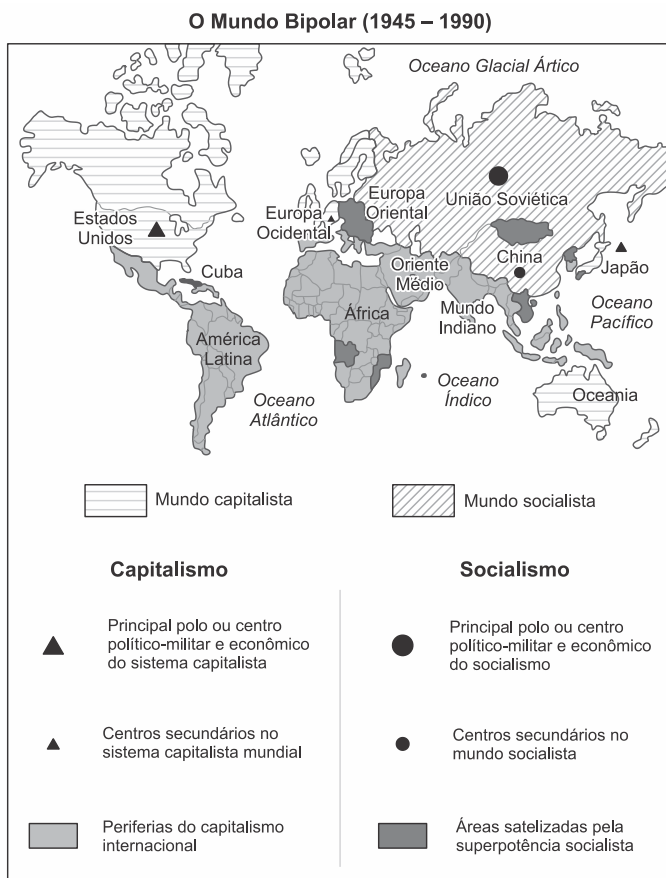 O Mundo Bipolar (1945 – 1990)
Oceano Glacial Ártico
União Soviética
Europa
Oriental
Europa
Ocidental
Estados
Unidos
China
Japão
Cuba
Oriente
Médio
Mundo
Indiano
Oceano
Pacífico
África
América
Latina
Oceano
Atlântico
Oceano
Índico
Oceania
Mundo capitalista
Mundo socialista
Capitalismo
Principal polo ou centro
político-militar e econômico
do sistema capitalista
Centros secundários no
sistema capitalista mundial
Periferias do capitalismo
internacional
Socialismo
Principal polo ou centro
político-militar e econômico
do socialismo
Centros secundários no
mundo socialista
Áreas satelizadas pela
superpotência socialista